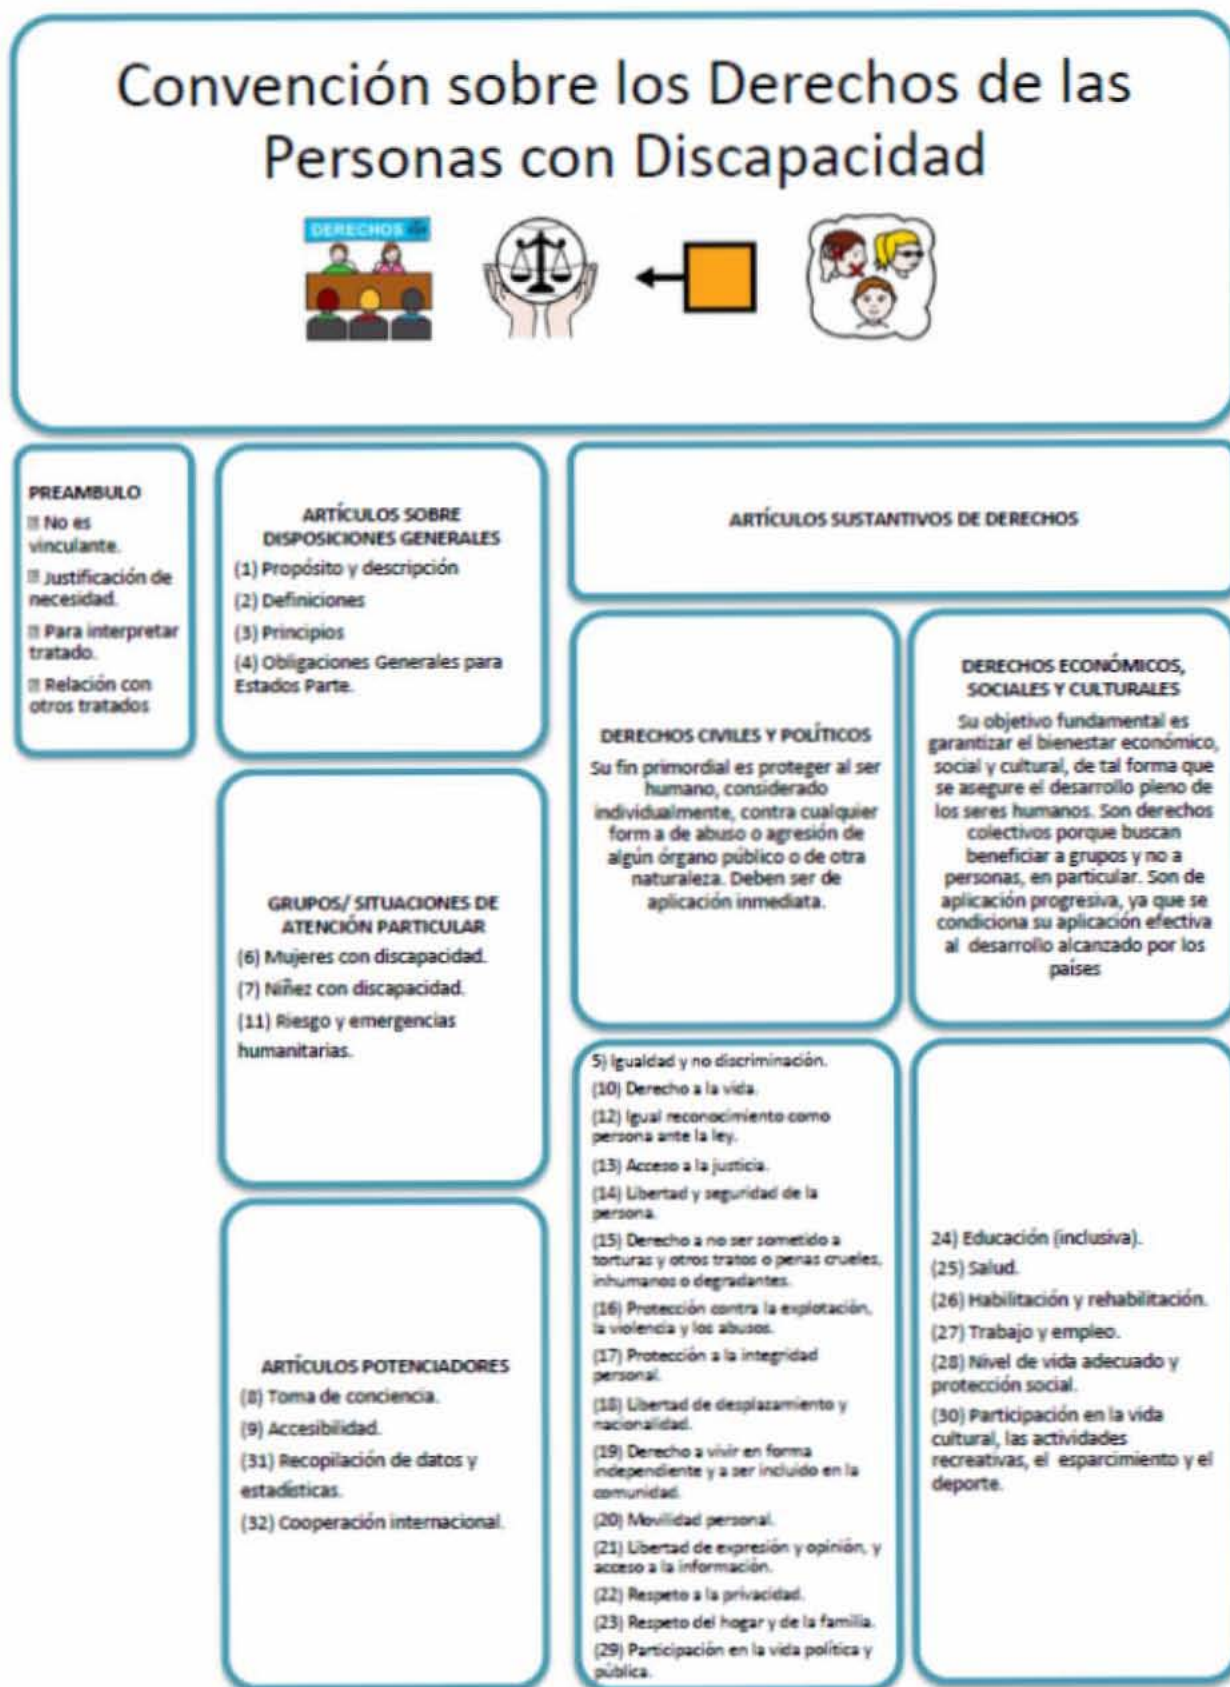 Convención sobre los Derechos de las
Personas con Discapacidad
DERECHOS
PREAMBULO
No es
vinculante.
Justificación de
necesidad.
Para interpretar
tratado.
Relación con
otros tratados
ARTÍCULOS SOBRE
DISPOSICIONES GENERALES
(1) Propósito y descripción
(2) Definiciones
(3) Principios
(4) Obligaciones Generales para
Estados Parte.
GRUPOS/ SITUACIONES DE
ATENCIÓN PARTICULAR
(6) Mujeres con discapacidad.
(7) Niñez con discapacidad.
(11) Riesgo y emergencias
humanitarias.
ARTÍCULOS POTENCIADORES
(8) Toma de conciencia.
(9) Accesibilidad.
(31) Recopilación de datos y
estadísticas.
(32) Cooperación internacional.
ARTÍCULOS SUSTANTIVOS DE DERECHOS
DERECHOS CIVILES Y POLÍTICOS
Su fin primordial es proteger al ser
humano, considerado
individualmente, contra cualquier
form a de abuso o agresión de
algún órgano público o de otra
naturaleza. Deben ser de
aplicación inmediata.
5) Igualdad y no discriminación.
(10) Derecho a la vida.
(12) Igual reconocimiento como
persona ante la ley.
(13) Acceso a la justicia.
(14) Libertad y seguridad de la
persona.
(15) Derecho a no ser sometido a
torturas y otros tratos o penas crueles,
inhumanos o degradantes.
(16) Protección contra la explotación,
la violencia y los abusos.
(17) Protección a la integridad
personal.
(18) Libertad de desplazamiento y
nacionalidad.
(19) Derecho a vivir en forma
independiente y a ser incluido en la
comunidad.
(20) Movilidad personal.
(21) Libertad de expresión y opinión, y
acceso a la información.
(22) Respeto a la privacidad.
(23) Respeto del hogar y de la familia.
(29) Participación en la vida política y
pública.
DERECHOS ECONÓMICOS,
SOCIALES Y CULTURALES
Su objetivo fundamental es
garantizar el bienestar económico,
social y cultural, de tal forma que
se asegure el desarrollo pleno de
los seres humanos. Son derechos
colectivos porque buscan
beneficiar a grupos y no a
personas, en particular. Son de
aplicación progresiva, ya que se
condiciona su aplicación efectiva
al desarrollo alcanzado por los
países
24) Educación (inclusiva).
(25) Salud.
(26) Habilitación y rehabilitación.
(27) Trabajo y empleo.
(28) Nivel de vida adecuado y
protección social.
(30) Participación en la vida
cultural, las actividades
recreativas, el esparcimiento y el
deporte.